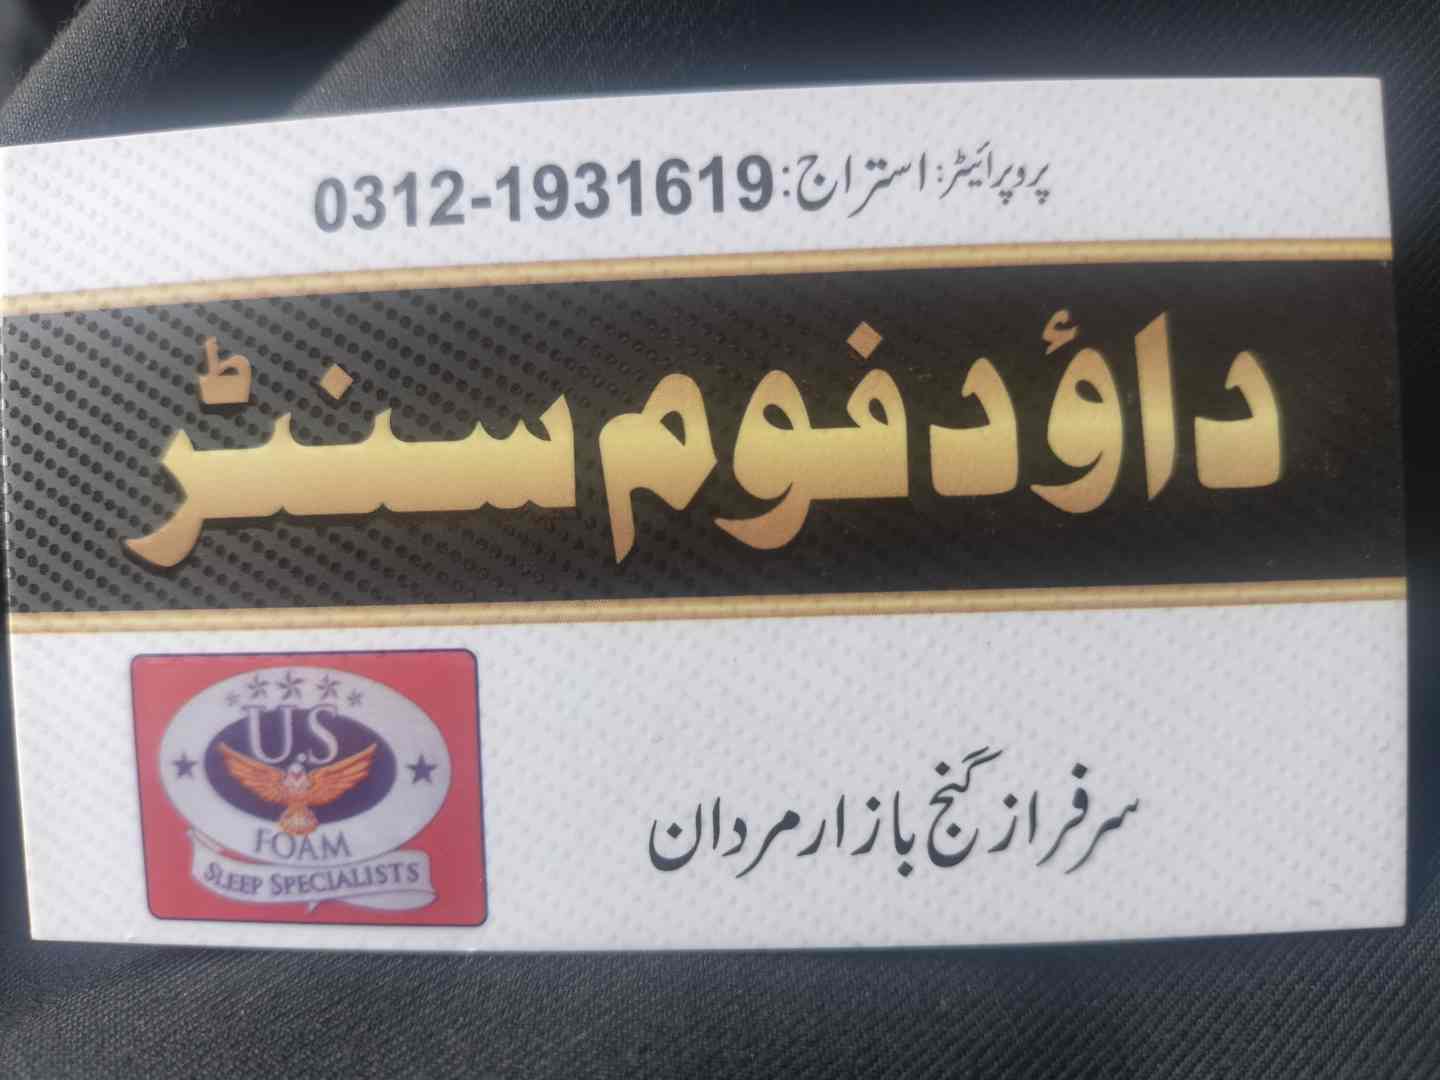 پروپرائیٹر: استراج: 0312-1931619
داؤد فوم سنٹر
U.S
FOAM
SLEEP SPECIALISTS
سرفراز گنج بازار مردان